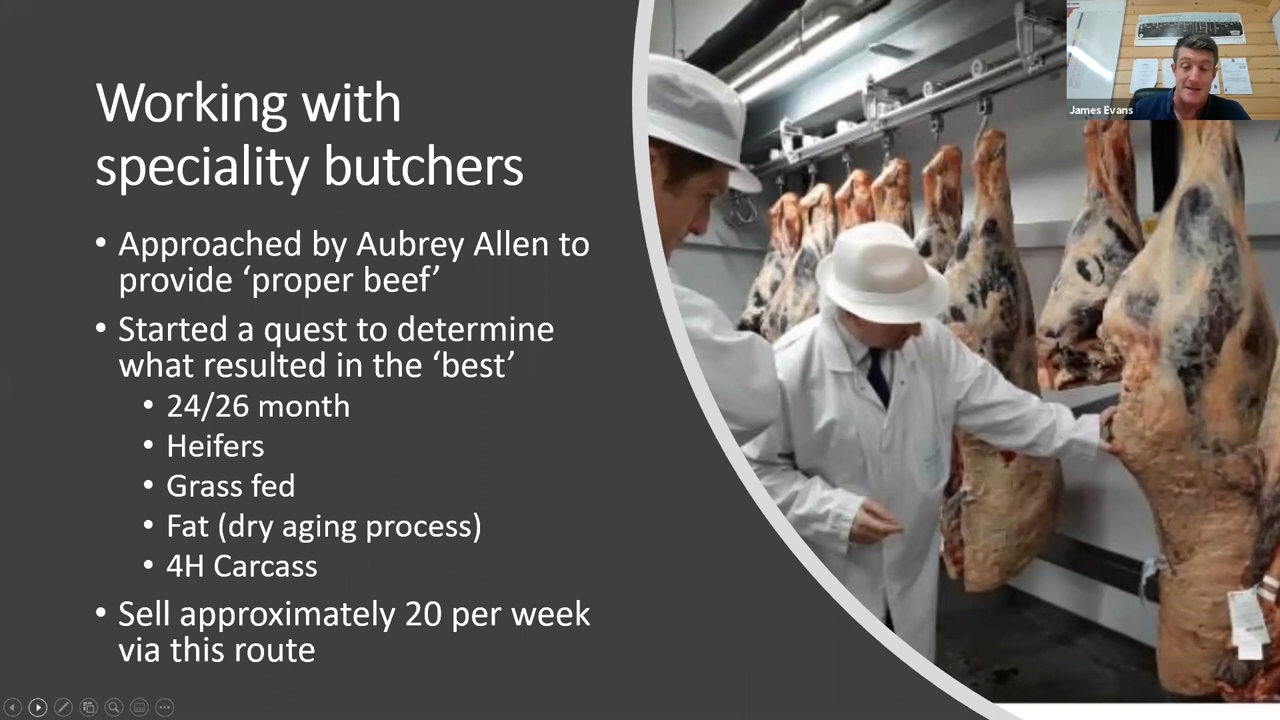 Working with
speciality butchers
• Approached by Aubrey Allen to
provide ‘proper beef’
• Started a quest to determine
what resulted in the ‘best’
• 24/26 month
• Heifers
• Grass fed
• Fat (dry aging process)
• 4H Carcass
• Sell approximately 20 per week
via this route
James Evans